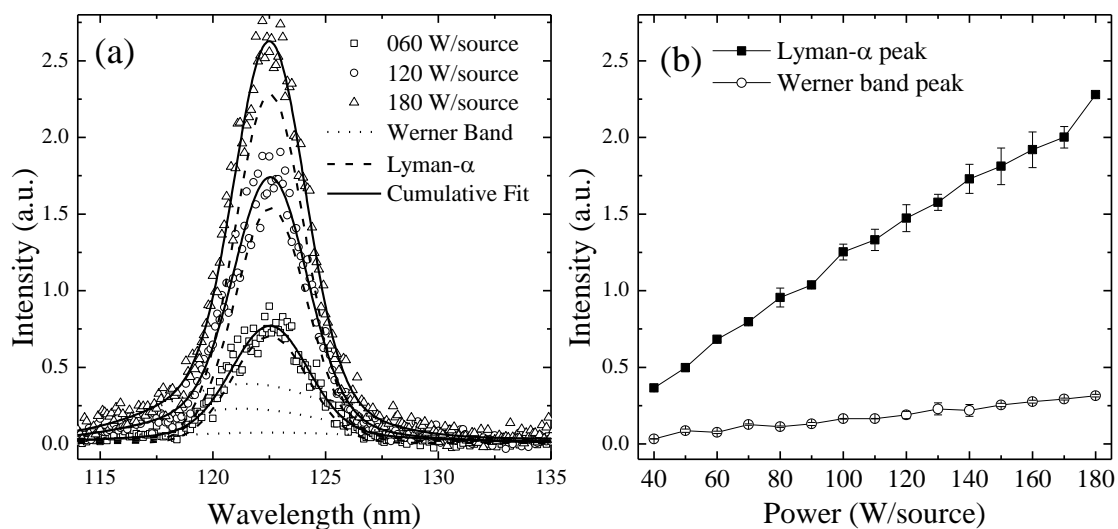 (a)
060 W/source
120 W/source
180 W/source
Werner Band
Lyman-α
Cumulative Fit
Intensity (a.u.)
2.5
2.0
1.5
1.0
0.5
0.0
115 120 125 130 135
Wavelength (nm)
(b)
Lyman-α peak
Werner band peak
Intensity (a.u.)
2.5
2.0
1.5
1.0
0.5
0.0
40 60 80 100 120 140 160 180
Power (W/source)